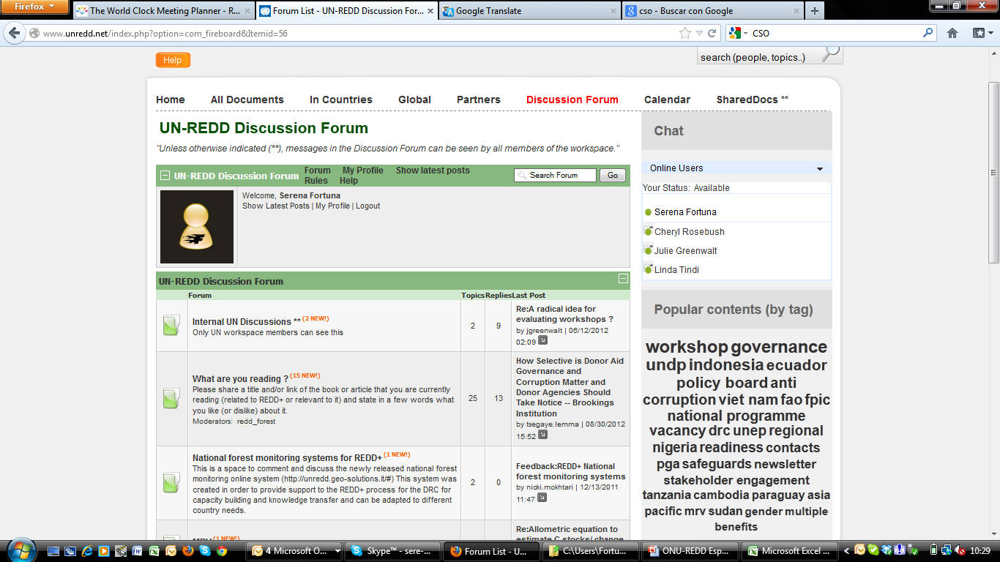 Firefox
The World Clock Meeting Planner - R...
Forum List - UN-REDD Discussion For...
Google Translate
cso - Buscar con Google
www.unredd.net/index.php?option=com_fireboard&Itemid=56
CSO
Help
search (people, topics..)
Home All Documents In Countries Global Partners Discussion Forum Calendar SharedDocs **
UN-REDD Discussion Forum
"Unless otherwise indicated (**), messages in the Discussion Forum can be seen by all members of the workspace."
UN-REDD Discussion Forum
Forum Rules
My Profile
Help
Show latest posts
Search Forum
Go
Welcome, Serena Fortuna
Show Latest Posts | My Profile | Logout
UN-REDD Discussion Forum
Forum Topics Replies Last Post
Internal UN Discussions ** (2 NEW!)
Only UN workspace members can see this
2
9
Re:A radical idea for
evaluating workshops ?
by jgreenwalt | 06/12/2012
02:09
What are you reading ? (15 NEW!)
Please share a title and/or link of the book or article that you are currently
reading (related to REDD+ or relevant to it) and state in a few words what
you like (or dislike) about it.
Moderators: redd_forest
25
13
How Selective is Donor Aid
Governance and
Corruption Matter and
Donor Agencies Should
Take Notice -- Brookings
Institution
by tsegaye.lemma | 08/30/2012
15:52
National forest monitoring systems for REDD+ (1 NEW!)
This is a space to comment and discuss the newly released national forest
monitoring online system (http://unredd.geo-solutions.it/#) This system was
created in order to provide support to the REDD+ process for the DRC for
capacity building and knowledge transfer and can be adapted to different
country needs.
2
0
Feedback:REDD+ National
forest monitoring systems
by nicki.mokhtari | 12/13/2011
11:47
(1 NEW!)
Re:Allometric equation to
estimate C stocks/ change
Chat
Online Users
Your Status: Available
Serena Fortuna
Cheryl Rosebush
Julie Greenwalt
Linda Tindi
Popular contents (by tag)
workshop governance
undp indonesia ecuador
policy board anti
corruption viet nam fao fpic
national programme
vacancy drc unep regional
nigeria readiness contacts
pga safeguards newsletter
stakeholder engagement
tanzania cambodia paraguay asia
pacific mrv sudan gender multiple
benefits
4 Microsoft O...
Skype™ - sere-...
Forum List - U...
C:\Users\Fortu...
ONU-REDD Esp...
Microsoft Excel ...
10:29